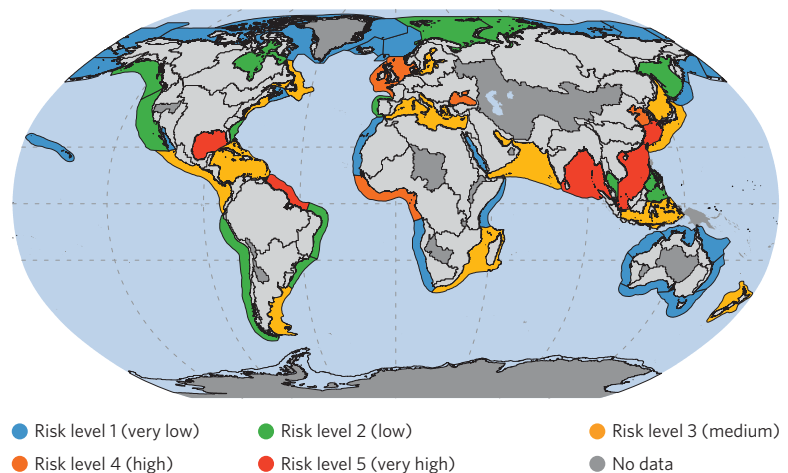 Risk level 1 (very low) Risk level 2 (low) Risk level 3 (medium)
Risk level 4 (high) Risk level 5 (very high) No data